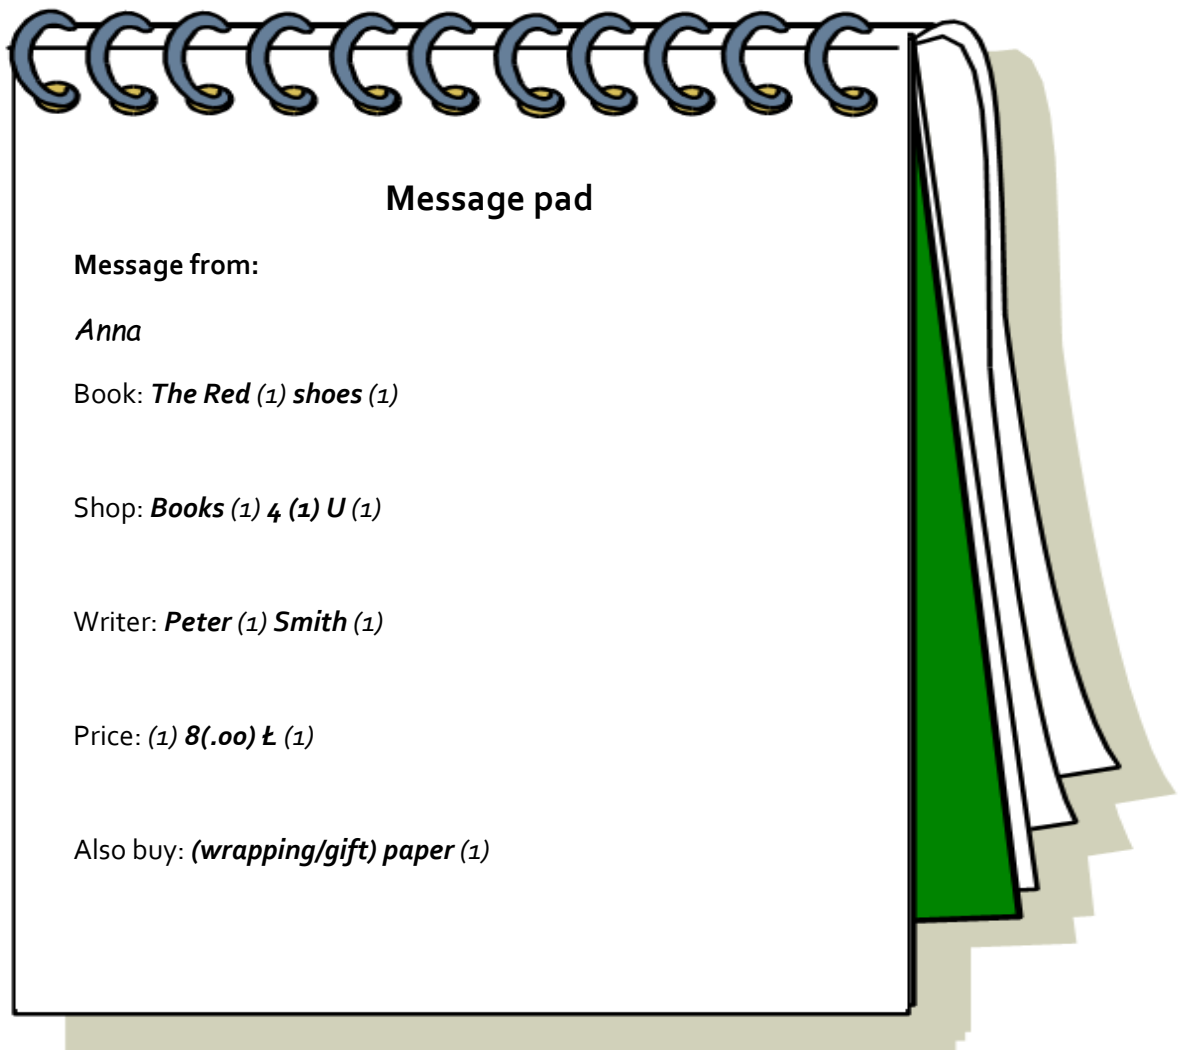 Message pad
Message from:
Anna
Book: The Red (1) shoes (1)
Shop: Books (1) 4 (1) U (1)
Writer: Peter (1) Smith (1)
Price: (1) 8(.00) Ł (1)
Also buy: (wrapping/gift) paper (1)